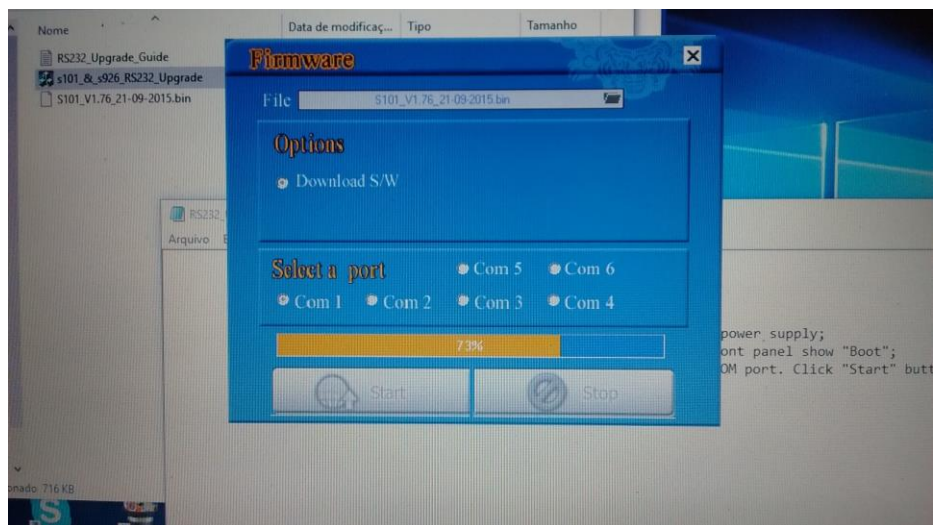 Nome
Data de modificaç...
Tipo
Tamanho
RS232_Upgrade_Guide
s101_&_s926_RS232_Upgrade
S101_V1.76_21-09-2015.bin
Firmware
File
S101_V1.76_21-09-2015.bin
Options
Download S/W
RS232_
Arquivo
Select a port
Com 5
Com 6
Com 1
Com 2
Com 3
Com 4
73%
Start
Stop
power supply;
ont panel show "Boot";
OM port. Click "Start" butt
onado 716 KB